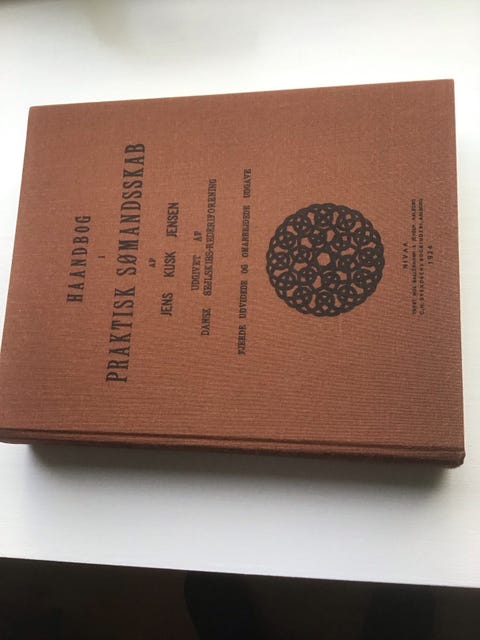 HAANDBOG
I
PRAKTISK SØMANDSSKAB
AF
JENS KUSK JENSEN
UDGIVET AF
DANSK SEJLSKIBS-REDERIFORENING
FJERDE UDVIDEDE OG OMARBEJDEDE UDGAVE
NIVAA
1924